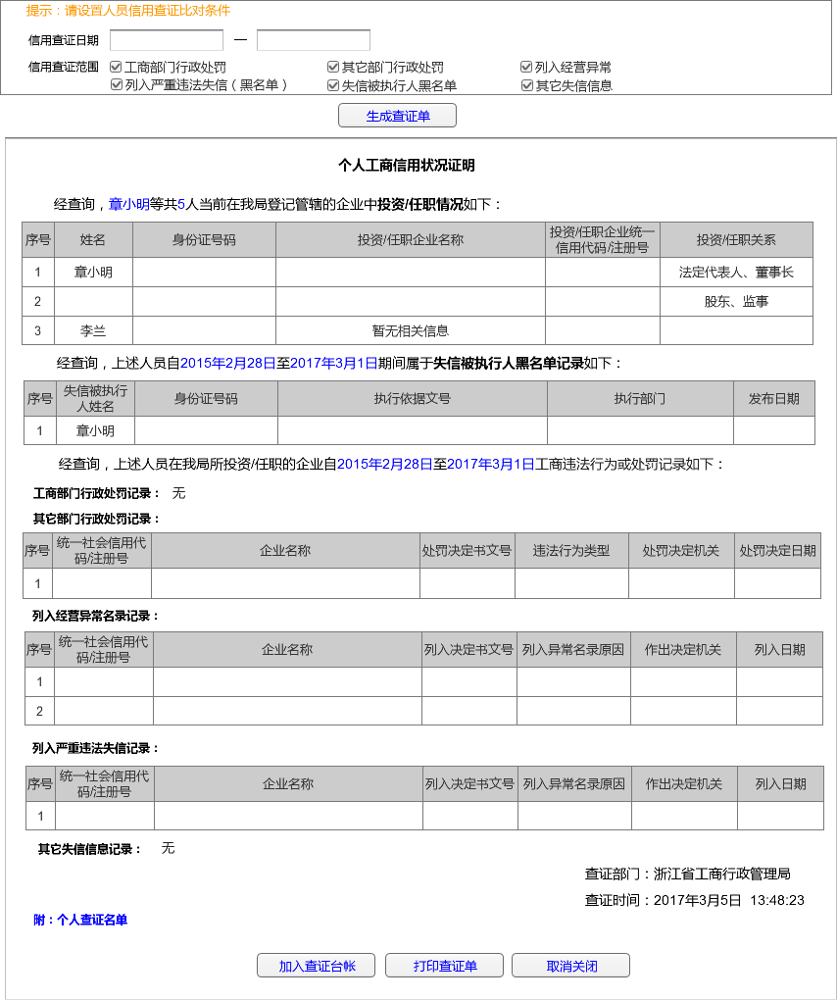 提示：请设置人员信用查证比对条件
信用查证日期 —
信用查证范围 工商部门行政处罚 其它部门行政处罚 列入经营异常
列入严重违法失信（黑名单） 失信被执行人黑名单 其它失信信息
生成查证单
个人工商信用状况证明
经查询，章小明等共5人当前在我局登记管辖的企业中投资/任职情况如下：
序号 姓名 身份证号码 投资/任职企业名称 投资/任职企业统一信用代码/注册号 投资/任职关系
1 章小明 法定代表人、董事长
2 股东、监事
3 李兰 暂无相关信息
经查询，上述人员自2015年2月28日至2017年3月1日期间属于失信被执行人黑名单记录如下：
序号 失信被执行人姓名 身份证号码 执行依据文号 执行部门 发布日期
1 章小明
经查询，上述人员在我局所投资/任职的企业自2015年2月28日至2017年3月1日工商违法行为或处罚记录如下：
工商部门行政处罚记录： 无
其它部门行政处罚记录：
序号 统一社会信用代码/注册号 企业名称 处罚决定书文号 违法行为类型 处罚决定机关 处罚决定日期
1
列入经营异常名录记录：
序号 统一社会信用代码/注册号 企业名称 列入决定书文号 列入异常名录原因 作出决定机关 列入日期
1
2
列入严重违法失信记录：
序号 统一社会信用代码/注册号 企业名称 列入决定书文号 列入异常名录原因 作出决定机关 列入日期
1
其它失信信息记录： 无
查证部门：浙江省工商行政管理局
查证时间：2017年3月5日 13:48:23
附：个人查证名单
加入查证台帐 打印查证单 取消关闭